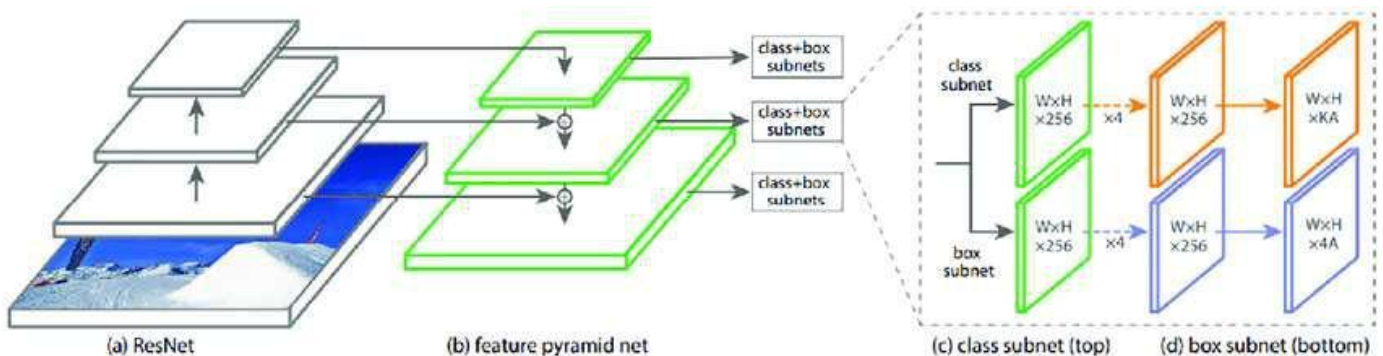 class+box
subnets
class+box
subnets
class+box
subnets
class
subnet
W×H
×256
×4
W×H
×256
W×H
×KA
W×H
×256
×4
W×H
×256
W×H
×4A
box
subnet
(a) ResNet
(b) feature pyramid net
(c) class subnet (top)
(d) box subnet (bottom)